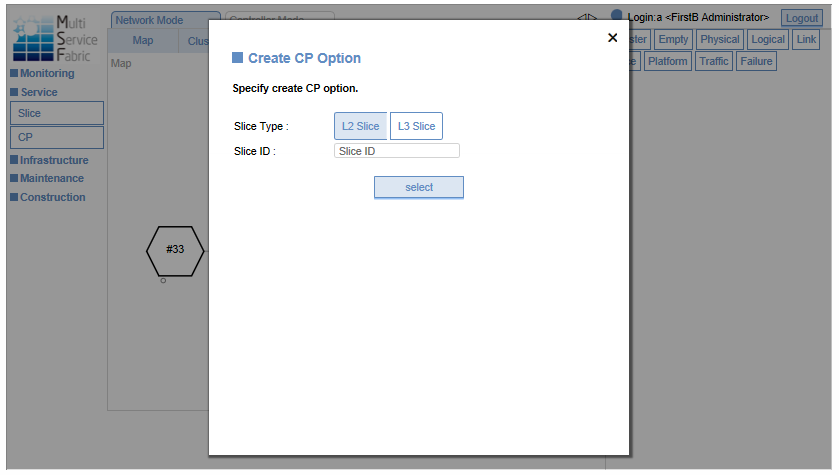 Multi
Service
Fabric
Network Mode
Controller Mode
Login:a <FirstB Administrator>
Logout
Map
Clus
Empty
Physical
Logical
Link
Platform
Traffic
Failure
Map
Monitoring
Service
Slice
CP
Infrastructure
Maintenance
Construction
#33
×
Create CP Option
Specify create CP option.
Slice Type :
L2 Slice
L3 Slice
Slice ID :
Slice ID
select